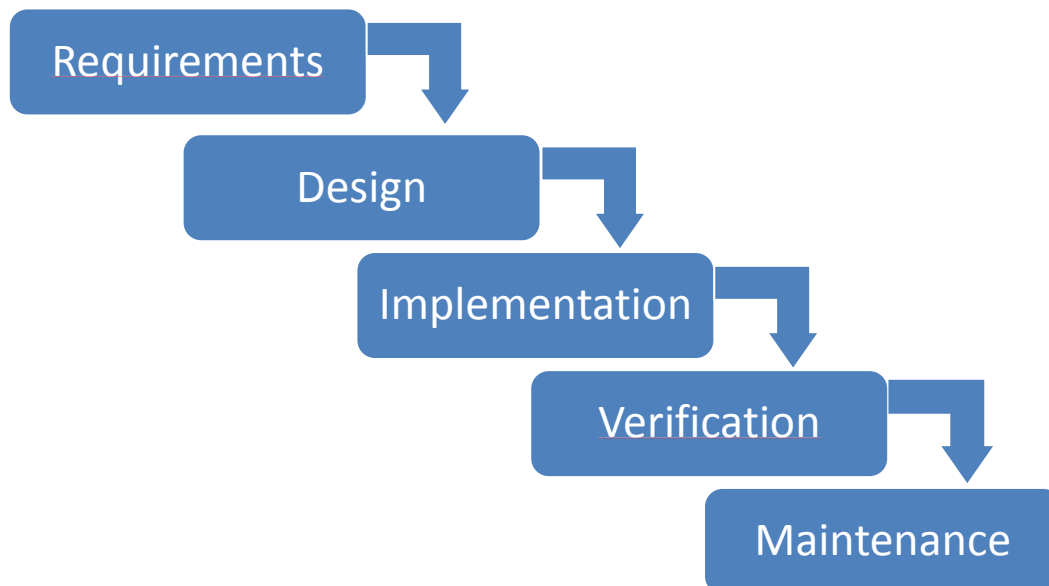 Requirements
Design
Implementation
Verification
Maintenance